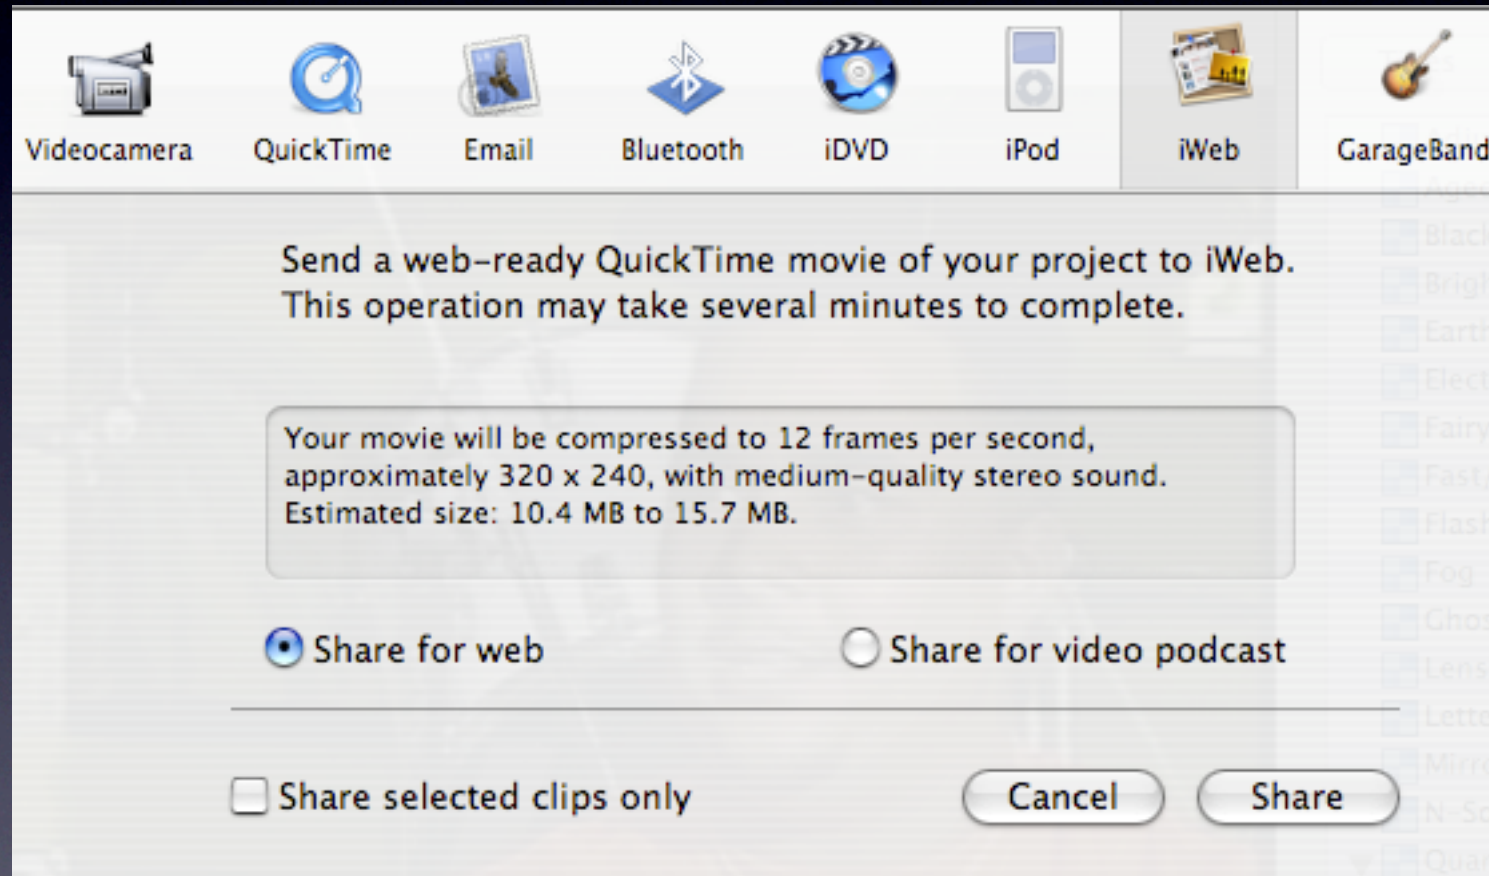 Videocamera
QuickTime
Email
Bluetooth
iDVD
iPod
iWeb
GarageBand
Send a web-ready QuickTime movie of your project to iWeb.
This operation may take several minutes to complete.
Your movie will be compressed to 12 frames per second,
approximately 320 x 240, with medium-quality stereo sound.
Estimated size: 10.4 MB to 15.7 MB.
Share for web
Share for video podcast
Share selected clips only
Cancel
Share
Fog